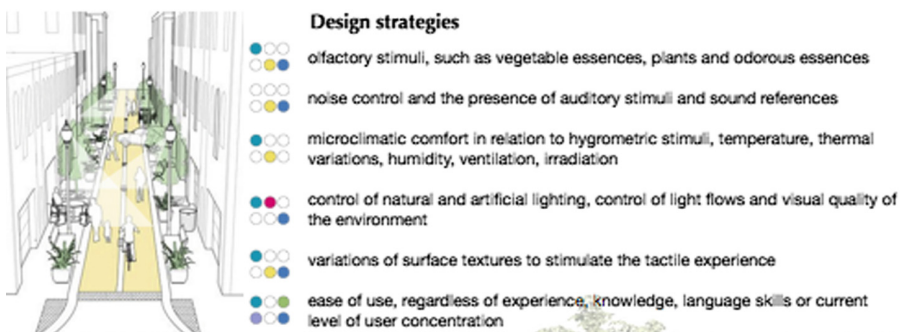 Design strategies
olfactory stimuli, such as vegetable essences, plants and odorous essences
noise control and the presence of auditory stimuli and sound references
microclimatic comfort in relation to hygrometric stimuli, temperature, thermal
variations, humidity, ventilation, irradiation
control of natural and artificial lighting, control of light flows and visual quality of
the environment
variations of surface textures to stimulate the tactile experience
ease of use, regardless of experience, knowledge, language skills or current
level of user concentration